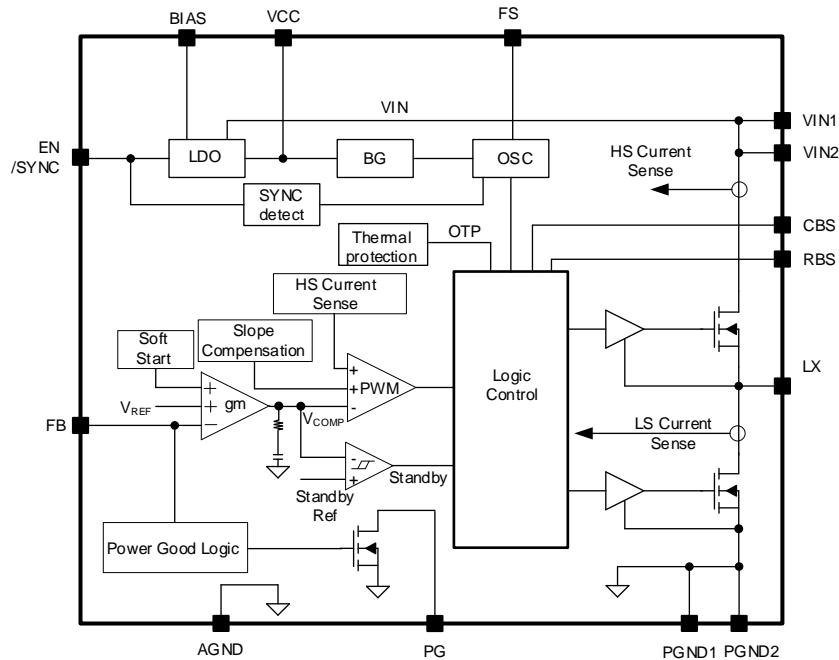 BIAS
VCC
FS
VIN
VIN1
EN
/SYNC
LDO
BG
OSC
VIN2
HS Current
Sense
SYNC
detect
CBS
Thermal
protection
OTP
RBS
HS Current
Sense
Soft
Start
Slope
Compensation
+
+
-
PWM
Logic
Control
LX
FB
VREF
+
+
−
gm
VCOMP
LS Current
Sense
-
+
Standby
Standby
Ref
Power Good Logic
AGND
PG
PGND1
PGND2